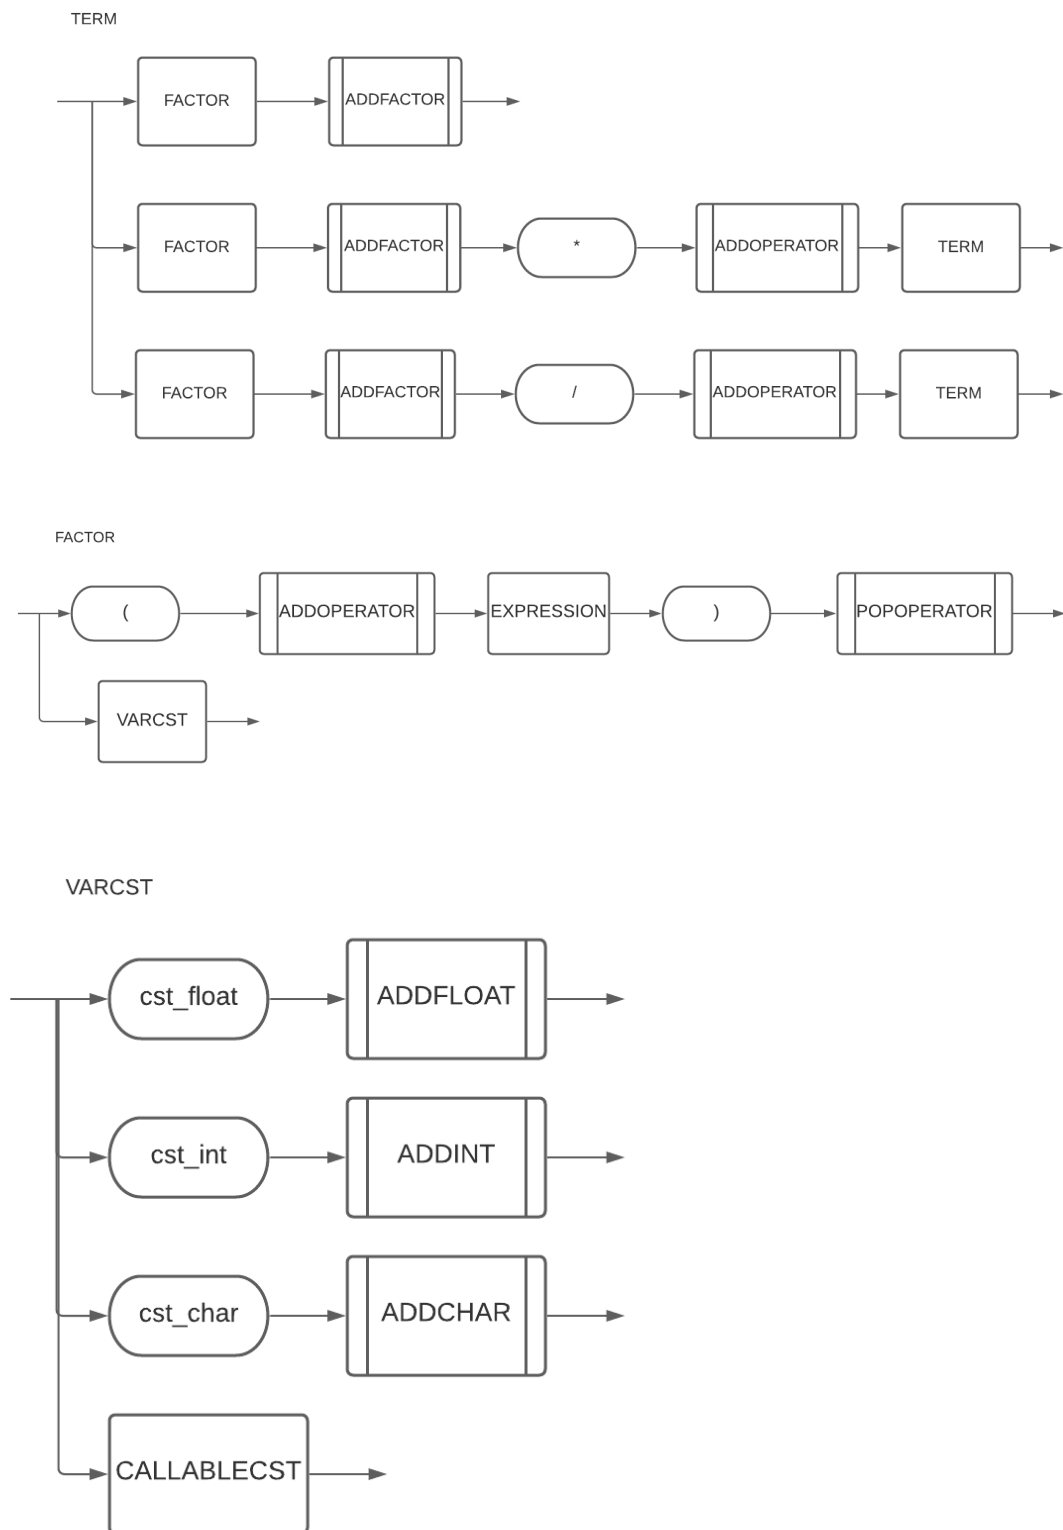 TERM
FACTOR ADDFACTOR
FACTOR ADDFACTOR * ADDOPERATOR TERM
FACTOR ADDFACTOR / ADDOPERATOR TERM
FACTOR
( ADDOPERATOR EXPRESSION ) POPOPERATOR
VARCST
VARCST
cst_float ADDFLOAT
cst_int ADDINT
cst_char ADDCHAR
CALLABLECST